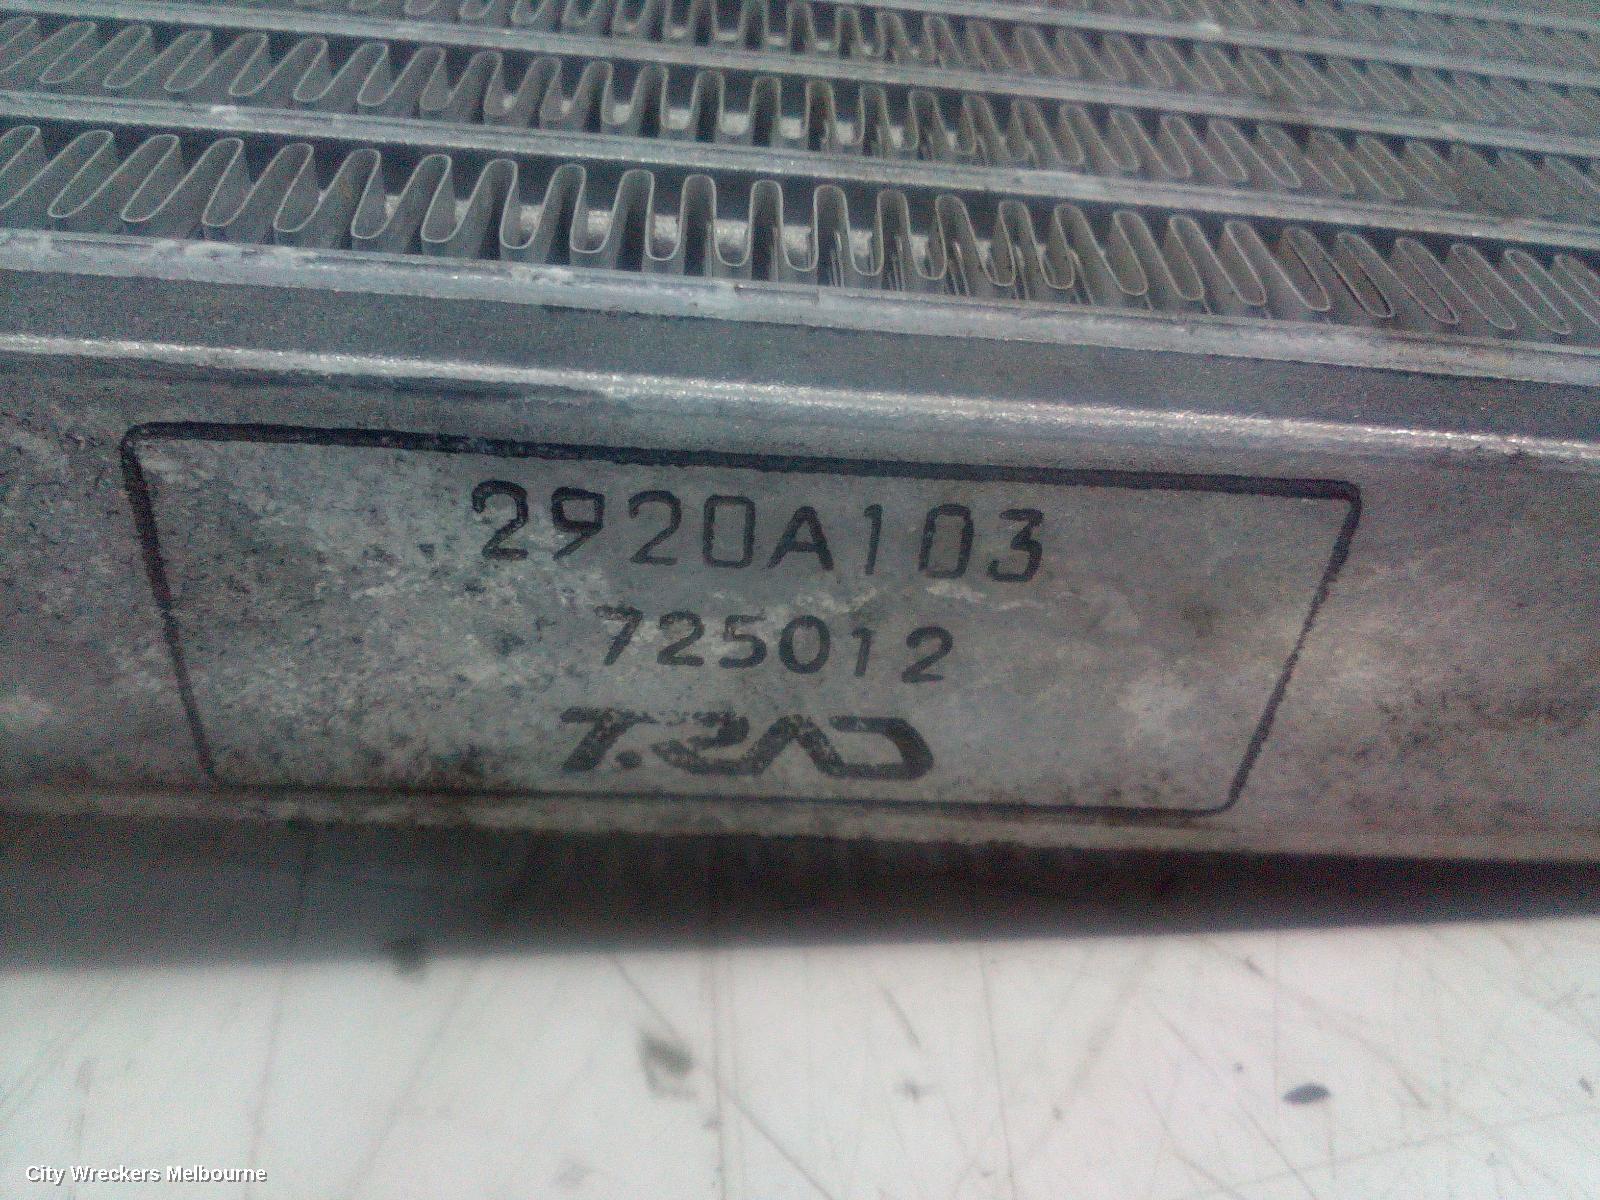 2920A103
725012
T.RAD
City Wreckers Melbourne